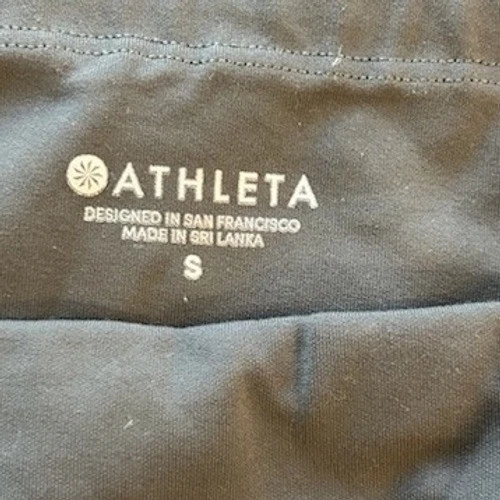 ATHLETA
DESIGNED IN SAN FRANCISCO
MADE IN SRI LANKA
S